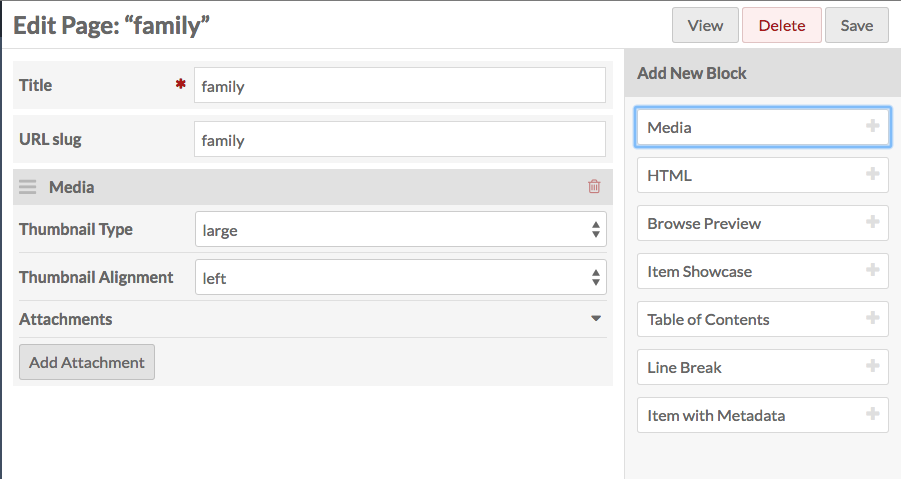 Edit Page: “family”
View
Delete
Save
Title
*
family
URL slug
family
Media
Thumbnail Type
large
Thumbnail Alignment
left
Attachments
Add Attachment
Add New Block
Media
HTML
Browse Preview
Item Showcase
Table of Contents
Line Break
Item with Metadata